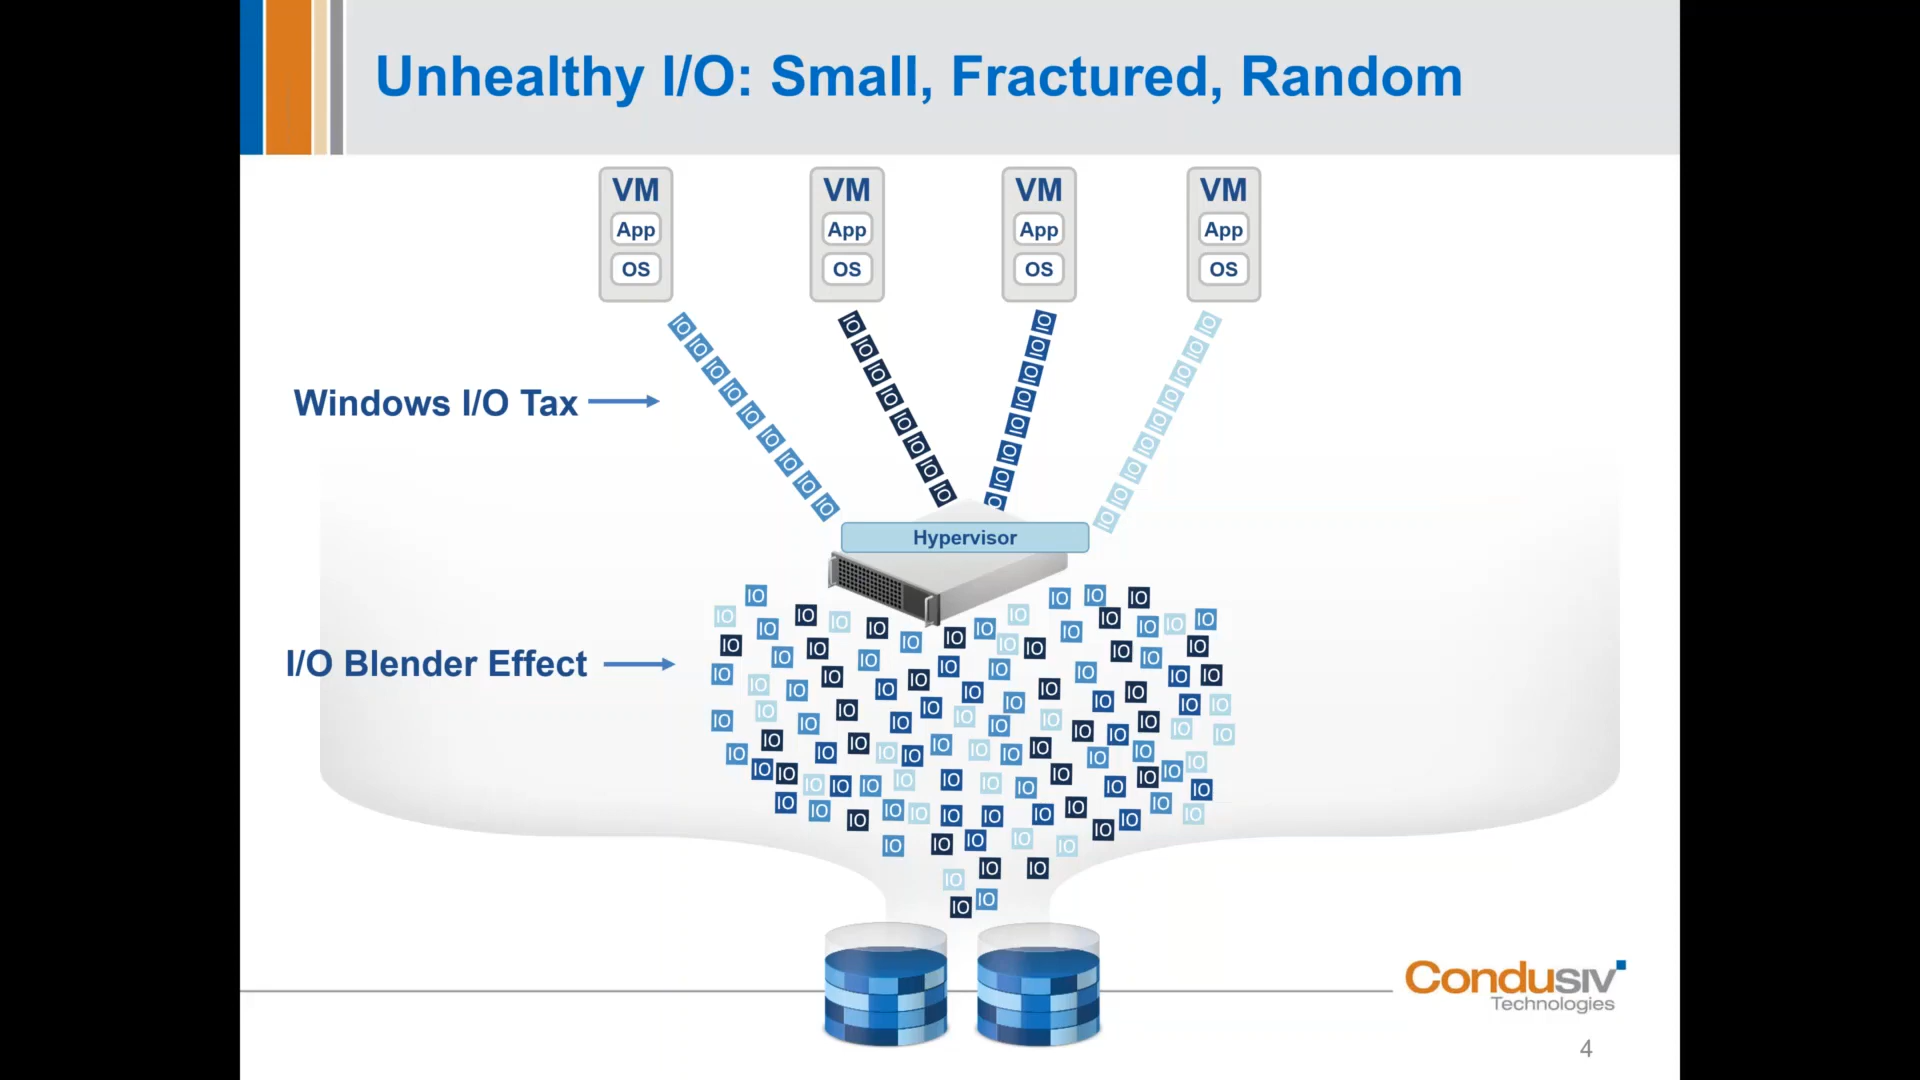 Unhealthy I/O: Small, Fractured, Random
VM VM VM VM
App App App App
OS OS OS OS
Windows I/O Tax
Hypervisor
I/O Blender Effect
IO
Condusiv
Technologies
4